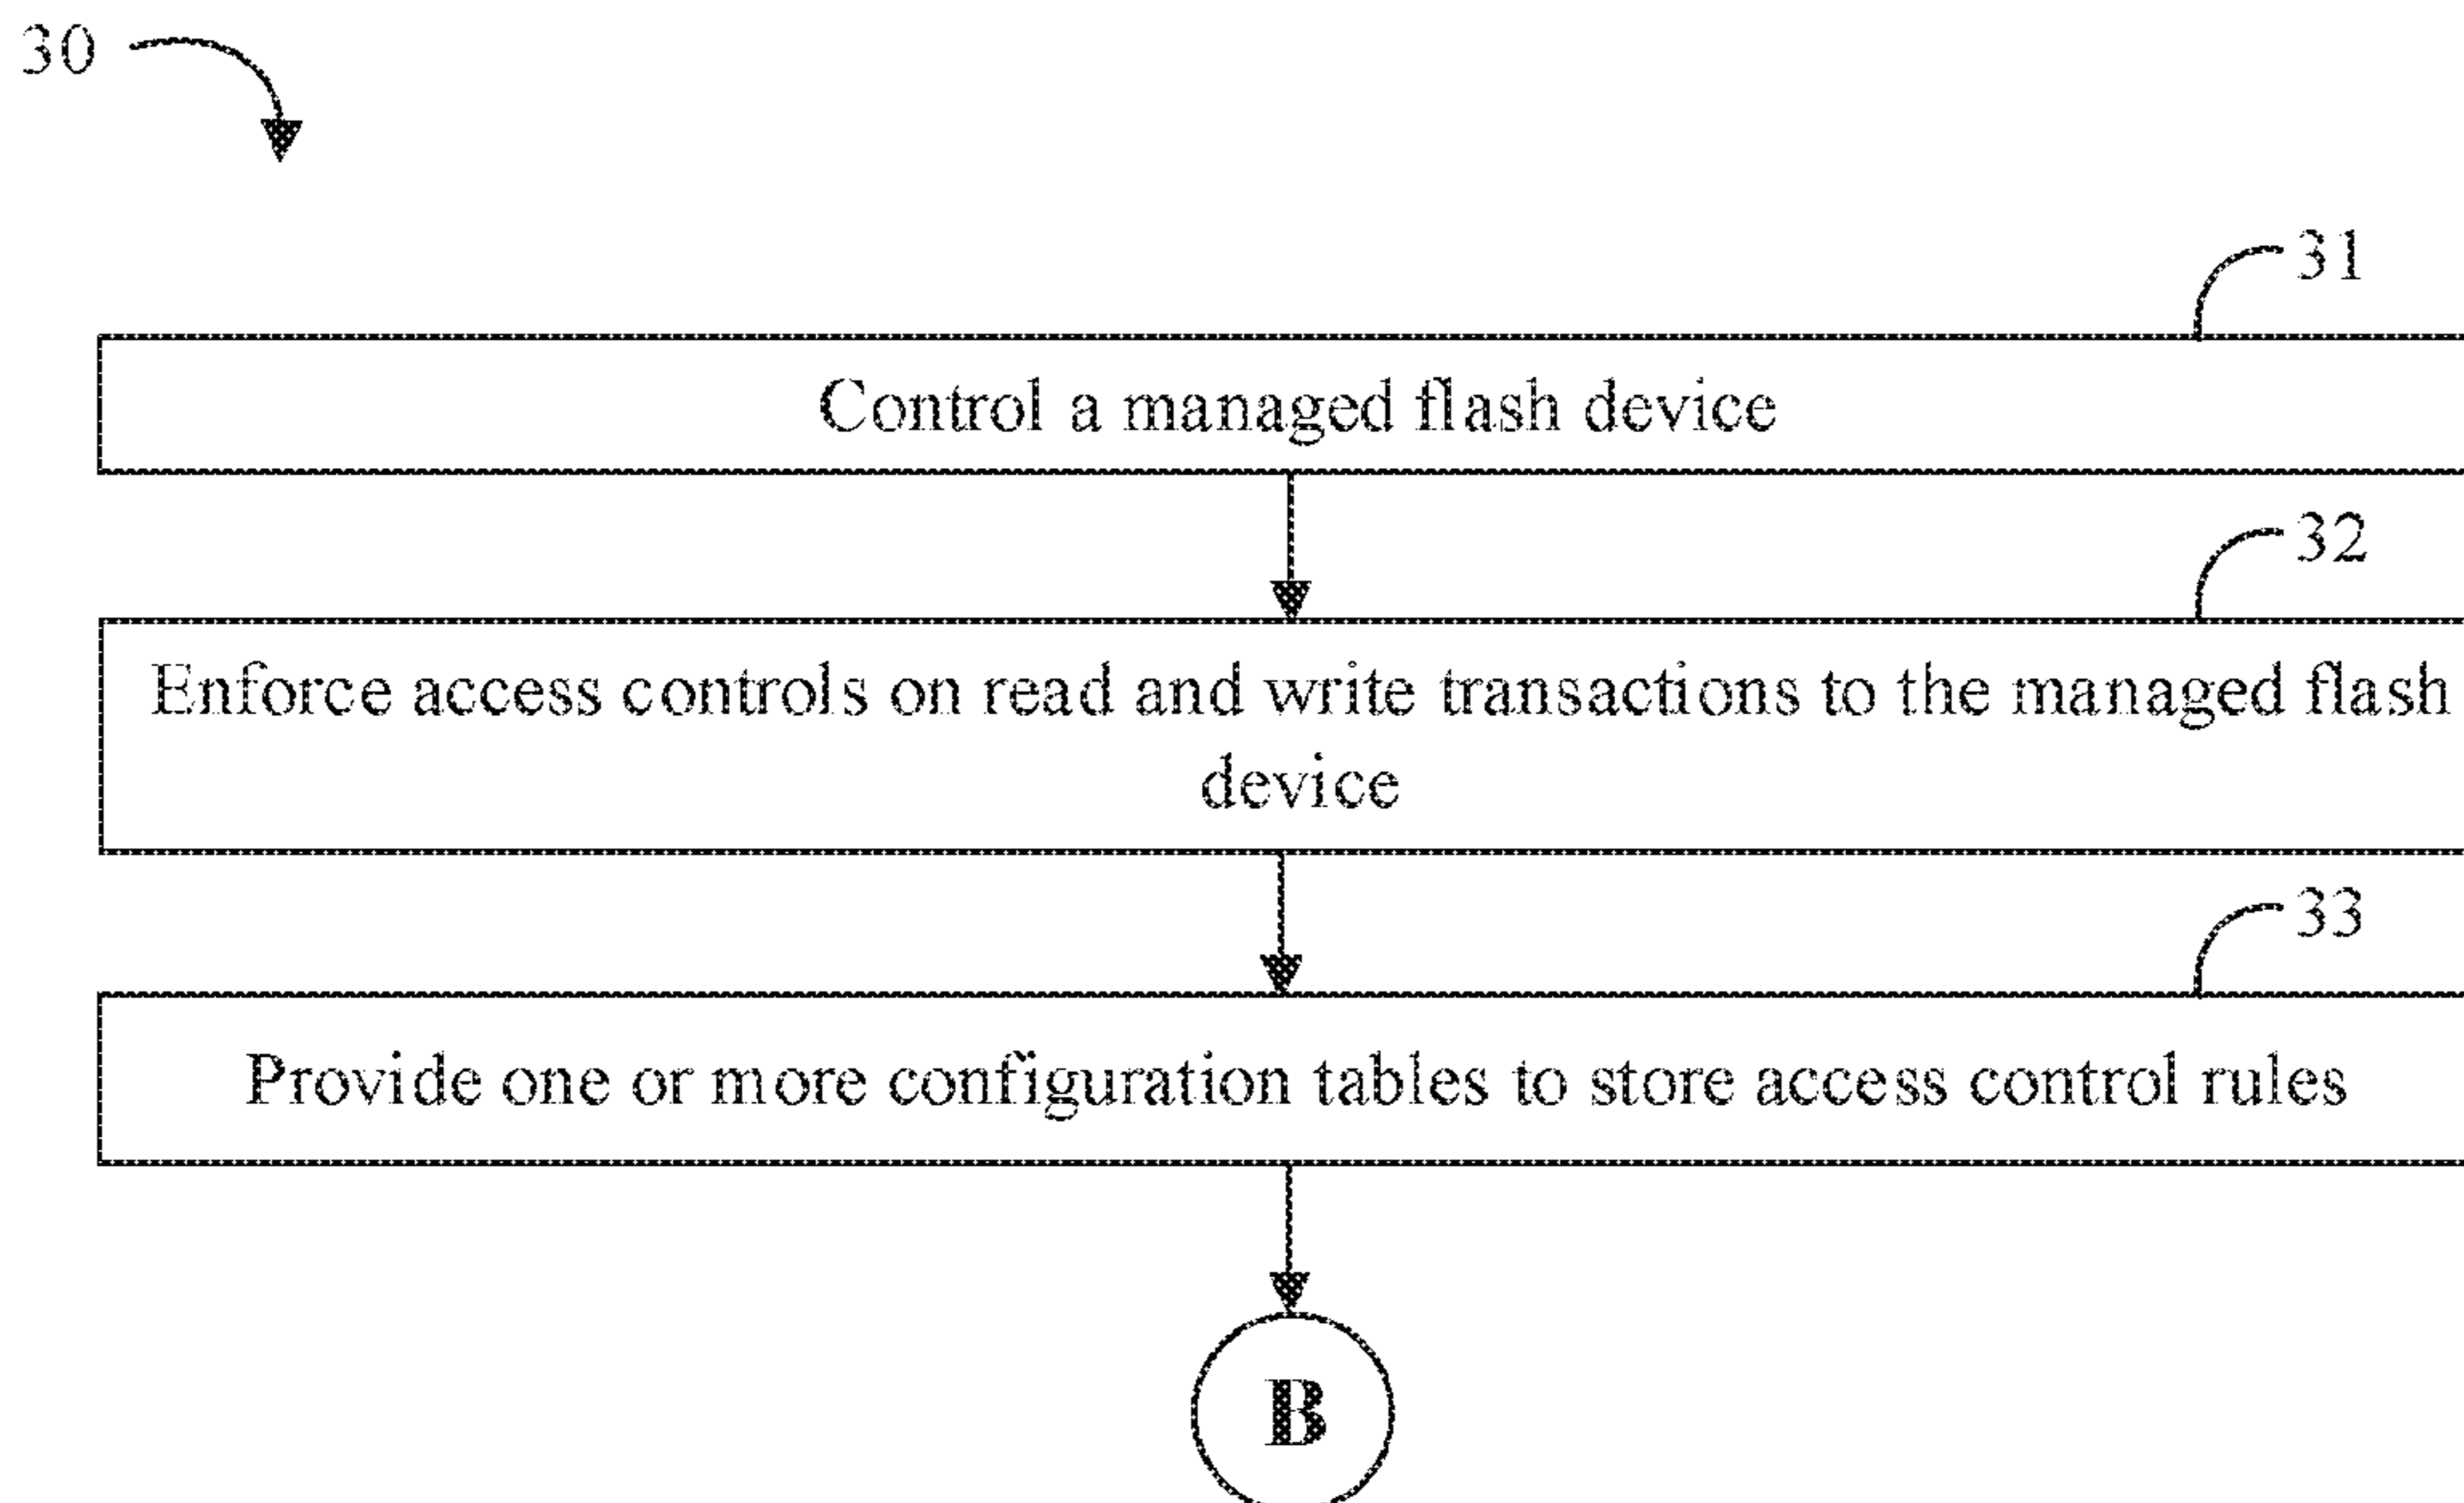 30
31
Control a managed flash device
32
Enforce access controls on read and write transactions to the managed flash
device
33
Provide one or more configuration tables to store access control rules
B